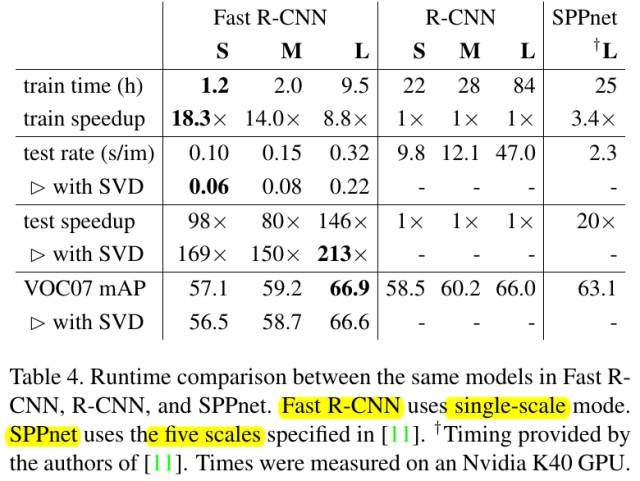 Fast R-CNN R-CNN SPPnet
S M L S M L †L
train time (h) 1.2 2.0 9.5 22 28 84 25
train speedup 18.3× 14.0× 8.8× 1× 1× 1× 3.4×
test rate (s/im) 0.10 0.15 0.32 9.8 12.1 47.0 2.3
▷ with SVD 0.06 0.08 0.22 - - - -
test speedup 98× 80× 146× 1× 1× 1× 20×
▷ with SVD 169× 150× 213× - - - -
VOC07 mAP 57.1 59.2 66.9 58.5 60.2 66.0 63.1
▷ with SVD 56.5 58.7 66.6 - - - -
Table 4. Runtime comparison between the same models in Fast R-
CNN, R-CNN, and SPPnet. Fast R-CNN uses single-scale mode.
SPPnet uses the five scales specified in [11]. †Timing provided by
the authors of [11]. Times were measured on an Nvidia K40 GPU.